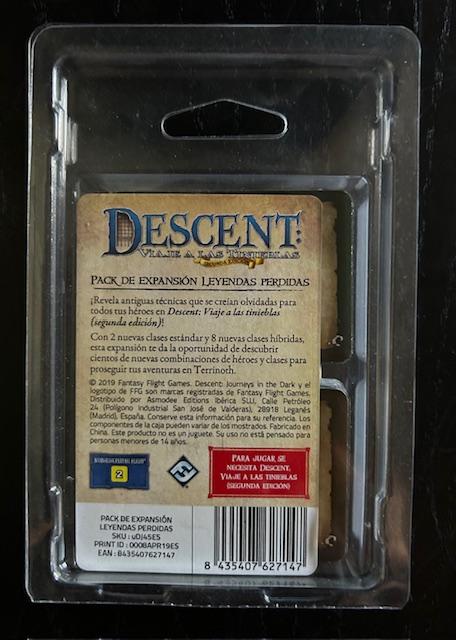 DESCENT:
VIAJE A LAS TINIEBLAS
SEGUNDA EDICIÓN
PACK DE EXPANSIÓN LEYENDAS PERDIDAS
¡Revela antiguas técnicas que se creían olvidadas para
todos tus héroes en Descent: Viaje a las tinieblas
(segunda edición)!
Con 2 nuevas clases estándar y 8 nuevas clases híbridas,
esta expansión te da la oportunidad de descubrir
cientos de nuevas combinaciones de héroes y clases para
proseguir tus aventuras en Terrinoth.
© 2019 Fantasy Flight Games. Descent: Journeys in the Dark y el
logotipo de FFG son marcas registradas de Fantasy Flight Games.
Distribuido por Asmodee Editions Ibérica SLU, Calle Petróleo
24 (Polígono Industrial San José de Valderas), 28918 Leganés
(Madrid), España. Conserve esta información para su referencia. Los
componentes de la caja pueden variar de los mostrados. Fabricado en
China. Este producto no es un juguete. Su uso no está pensado para
personas menores de 14 años.
2
PARA JUGAR SE
NECESITA DESCENT:
VIAJE A LAS TINIEBLAS
(SEGUNDA EDICIÓN)
PACK DE EXPANSIÓN
LEYENDAS PERDIDAS
SKU : uDJ45ES
PRINT ID : 0008APR19ES
EAN : 8435407627147
8 435407 627147